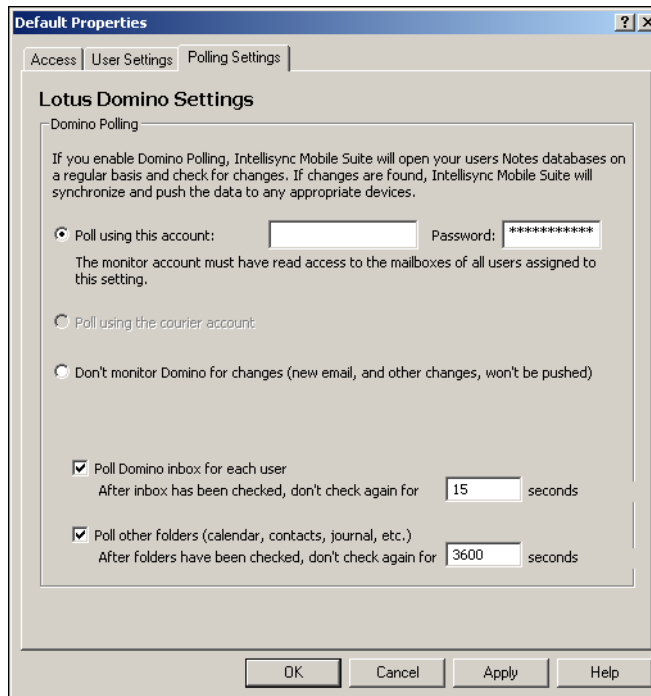 Default Properties
Access User Settings Polling Settings
Lotus Domino Settings
Domino Polling
If you enable Domino Polling, Intellisync Mobile Suite will open your users Notes databases on
a regular basis and check for changes. If changes are found, Intellisync Mobile Suite will
synchronize and push the data to any appropriate devices.
Poll using this account: Password: ***********
The monitor account must have read access to the mailboxes of all users assigned to
this setting.
Poll using the courier account
Don't monitor Domino for changes (new email, and other changes, won't be pushed)
Poll Domino inbox for each user
After inbox has been checked, don't check again for 15 seconds
Poll other folders (calendar, contacts, journal, etc.)
After folders have been checked, don't check again for 3600 seconds
OK Cancel Apply Help